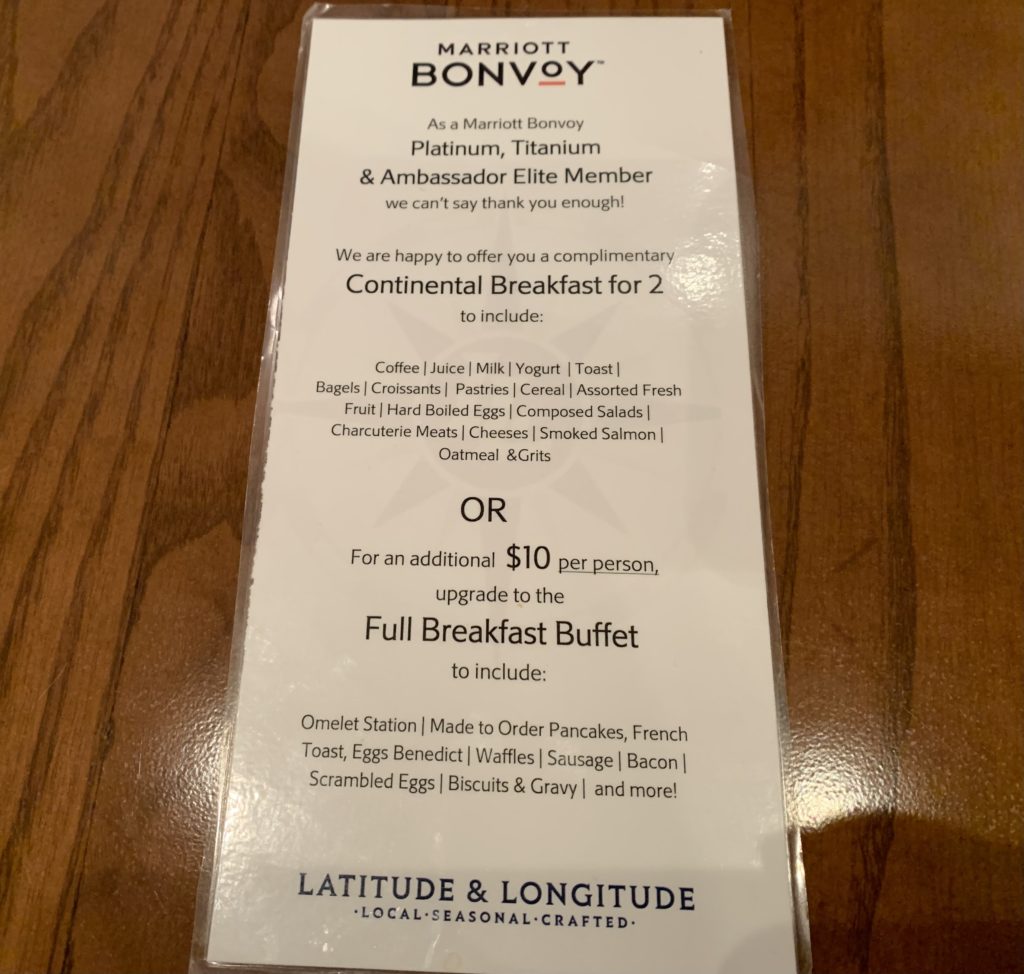 MARRIOTT
BONVOY™
As a Marriott Bonvoy
Platinum, Titanium
& Ambassador Elite Member
we can't say thank you enough!
We are happy to offer you a complimentary
Continental Breakfast for 2
to include:
Coffee | Juice | Milk | Yogurt | Toast |
Bagels | Croissants | Pastries | Cereal | Assorted Fresh
Fruit | Hard Boiled Eggs | Composed Salads |
Charcuterie Meats | Cheeses | Smoked Salmon |
Oatmeal &Grits
OR
For an additional $10 per person,
upgrade to the
Full Breakfast Buffet
to include:
Omelet Station | Made to Order Pancakes, French
Toast, Eggs Benedict | Waffles | Sausage | Bacon |
Scrambled Eggs | Biscuits & Gravy | and more!
LATITUDE & LONGITUDE
·LOCAL·SEASONAL·CRAFTED·